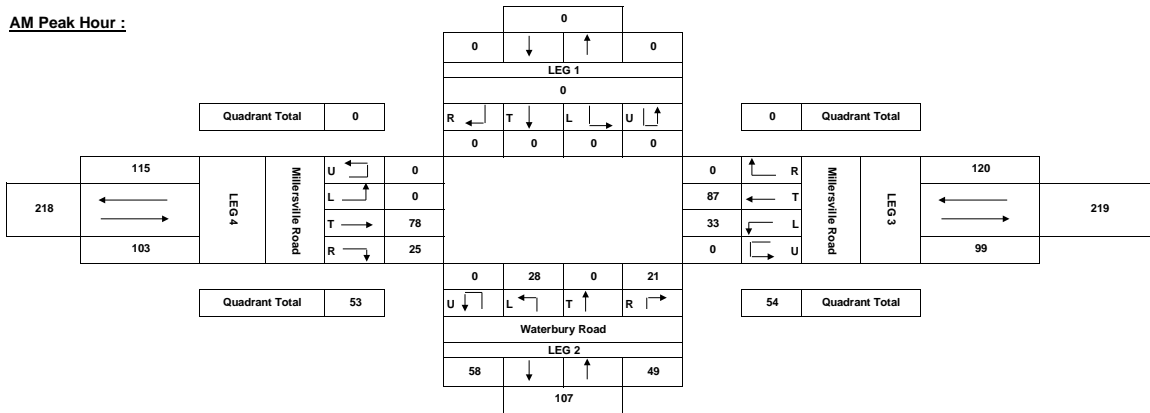 AM Peak Hour :
0
0 0
LEG 1
0
Quadrant Total 0
R T L U
0 Quadrant Total
0 0 0 0
115
U 0
0 R
120
218
LEG 4
Millersville Road
L 0
87 T
Millersville Road
LEG 3
219
T 78
33 L
103
R 25
0 U
99
0 28 0 21
Quadrant Total 53
U L T R
54 Quadrant Total
Waterbury Road
LEG 2
58 49
107